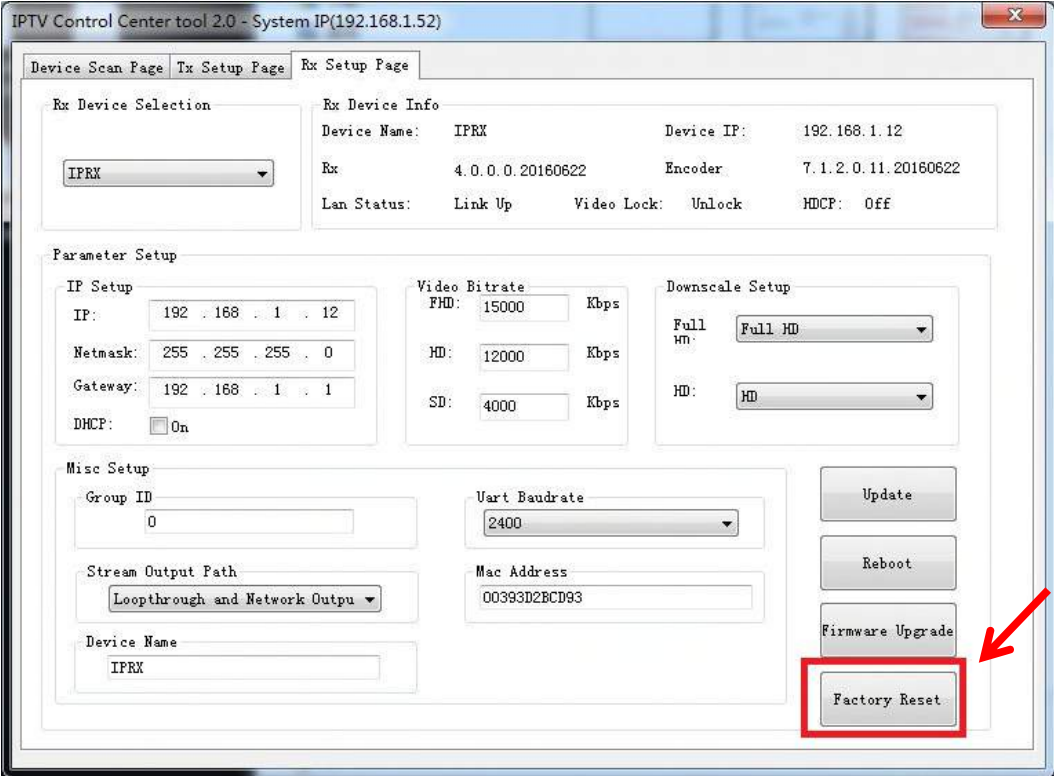 IPTV Control Center tool 2.0 - System IP(192.168.1.52)
Device Scan Page Tx Setup Page Rx Setup Page
Rx Device Selection
IPRX
Rx Device Info
Device Name: IPRX Device IP: 192.168.1.12
Rx 4.0.0.0.20160622 Encoder 7.1.2.0.11.20160622
Lan Status: Link Up Video Lock: Unlock HDCP: Off
Parameter Setup
IP Setup
IP: 192 . 168 . 1 . 12
Netmask: 255 . 255 . 255 . 0
Gateway: 192 . 168 . 1 . 1
DHCP: On
Video Bitrate
FHD: 15000 Kbps
HD: 12000 Kbps
SD: 4000 Kbps
Downscale Setup
Full
HD: Full HD
HD: HD
Misc Setup
Group ID
0
Uart Baudrate
2400
Stream Output Path
Loopthrough and Network Outpu
Mac Address
00393D2BCD93
Device Name
IPRX
Update
Reboot
Firmware Upgrade
Factory Reset